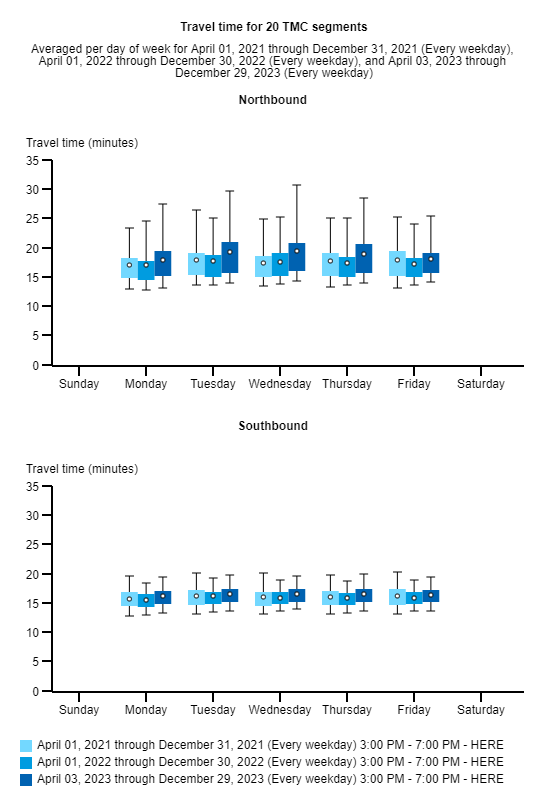 Travel time for 20 TMC segments
Averaged per day of week for April 01, 2021 through December 31, 2021 (Every weekday),
April 01, 2022 through December 30, 2022 (Every weekday), and April 03, 2023 through
December 29, 2023 (Every weekday)
Northbound
Travel time (minutes)
35
30
25
20
15
10
5
0
Sunday Monday Tuesday Wednesday Thursday Friday Saturday
Southbound
Travel time (minutes)
35
30
25
20
15
10
5
0
Sunday Monday Tuesday Wednesday Thursday Friday Saturday
April 01, 2021 through December 31, 2021 (Every weekday) 3:00 PM - 7:00 PM - HERE
April 01, 2022 through December 30, 2022 (Every weekday) 3:00 PM - 7:00 PM - HERE
April 03, 2023 through December 29, 2023 (Every weekday) 3:00 PM - 7:00 PM - HERE